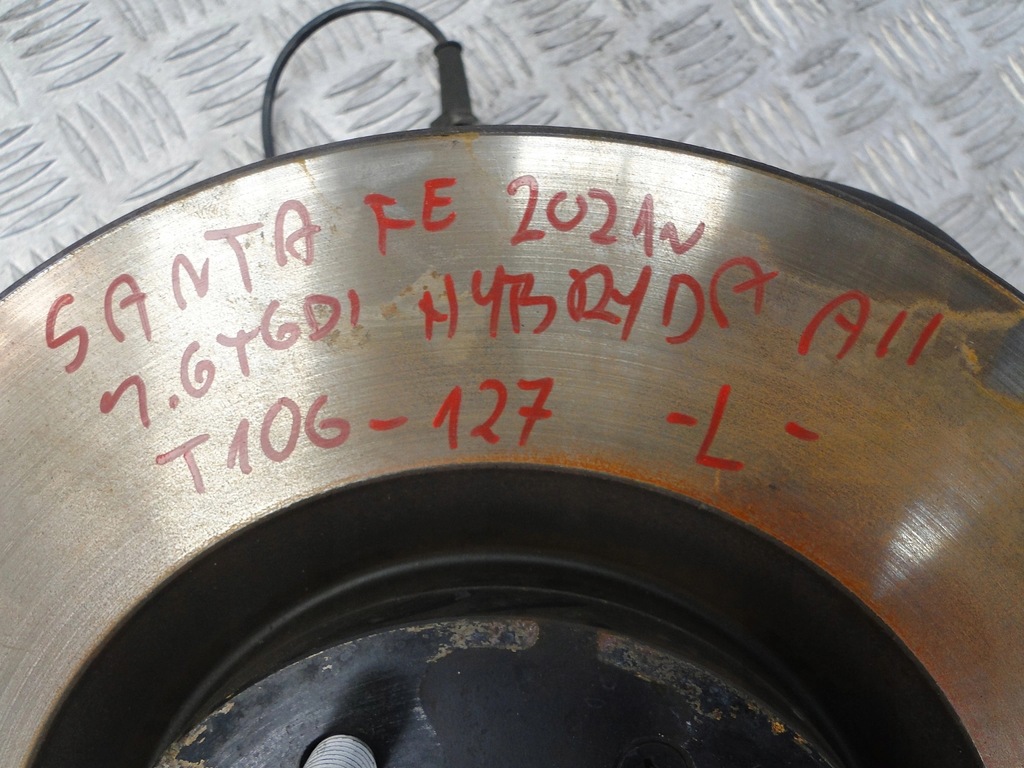 SANTA FE 2021r
1.6TGDI HYBRYDA A11
T106-127 -L-